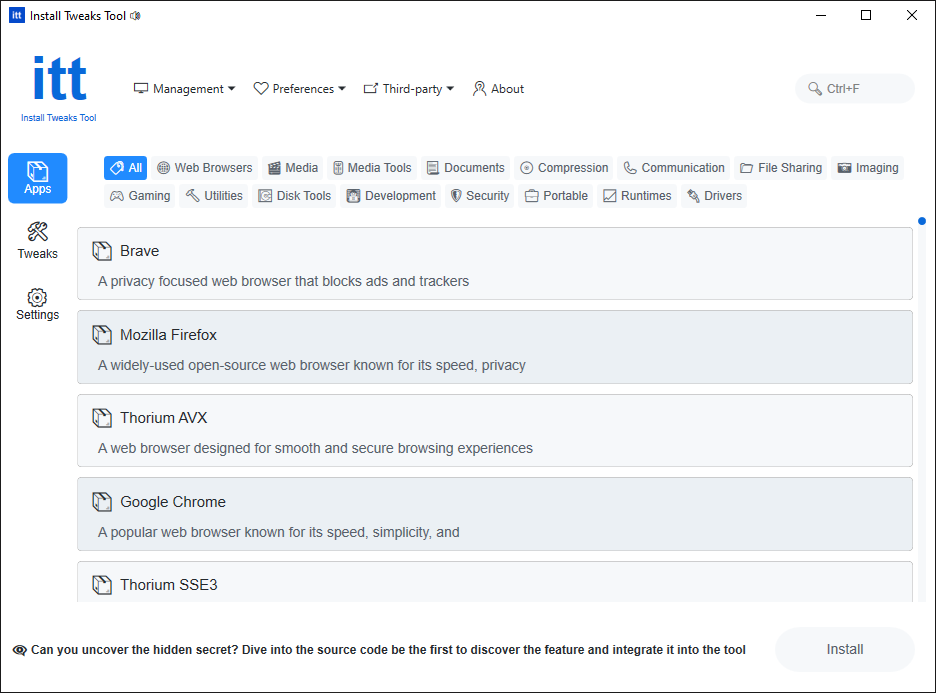 itt Install Tweaks Tool
itt
Install Tweaks Tool
Management Preferences Third-party About
Ctrl+F
Apps
Tweaks
Settings
All Web Browsers Media Media Tools Documents Compression Communication File Sharing Imaging
Gaming Utilities Disk Tools Development Security Portable Runtimes Drivers
Brave
A privacy focused web browser that blocks ads and trackers
Mozilla Firefox
A widely-used open-source web browser known for its speed, privacy
Thorium AVX
A web browser designed for smooth and secure browsing experiences
Google Chrome
A popular web browser known for its speed, simplicity, and
Thorium SSE3
Can you uncover the hidden secret? Dive into the source code be the first to discover the feature and integrate it into the tool
Install